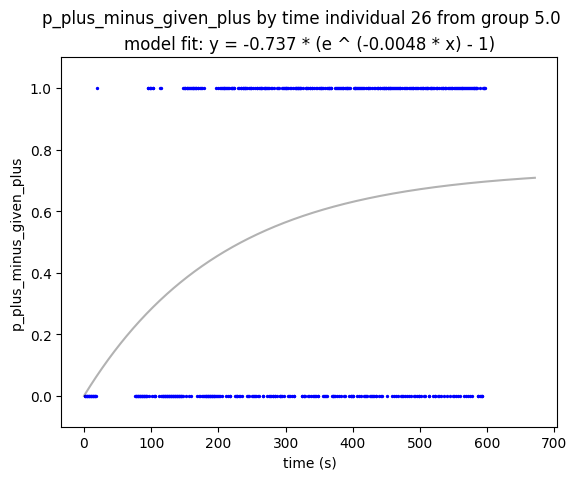 p_plus_minus_given_plus by time individual 26 from group 5.0
model fit: y = -0.737 * (e ^ (-0.0048 * x) - 1)
1.0
0.8
0.6
0.4
0.2
0.0
p_plus_minus_given_plus
0 100 200 300 400 500 600 700
time (s)